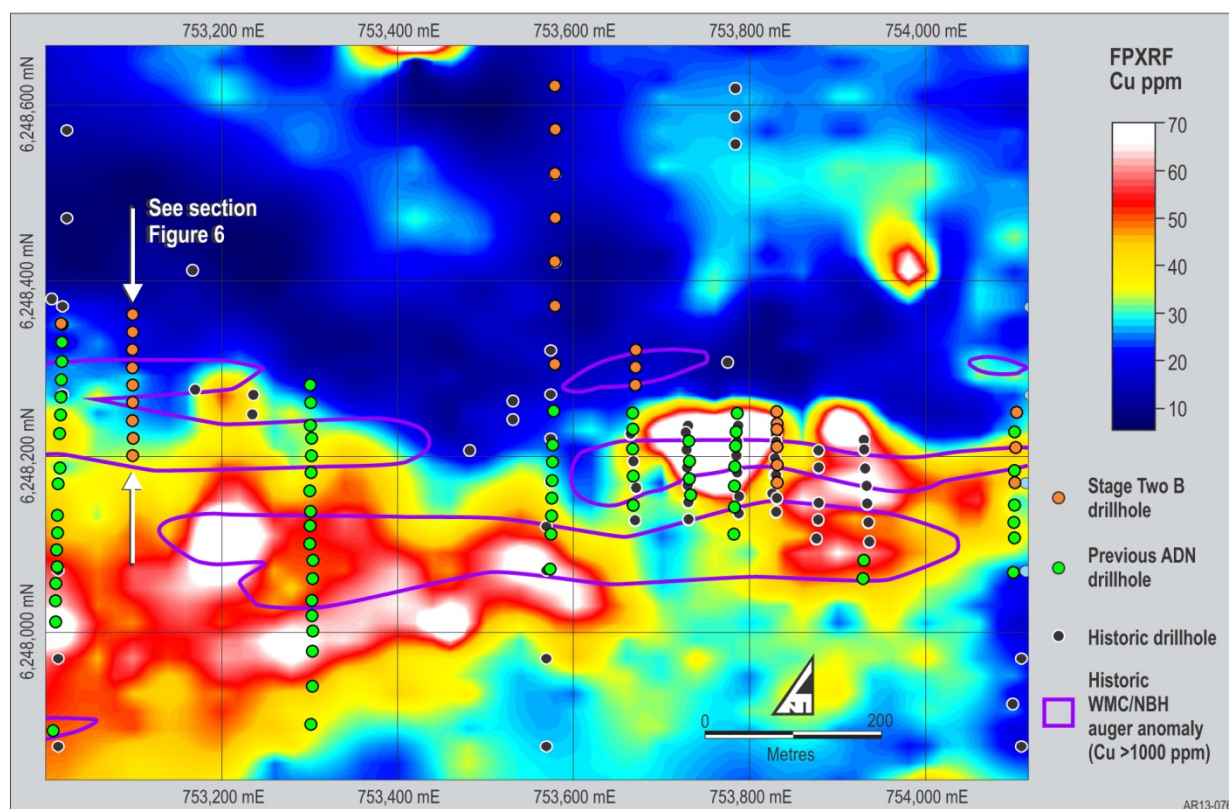 753,200 mE
753,400 mE
753,600 mE
753,800 mE
754,000 mE
FPXRF
Cu ppm
6,248,600 mN
70
60
50
40
30
20
10
See section
Figure 6
6,248,400 mN
6,248,200 mN
Stage Two B
drillhole
Previous ADN
drillhole
6,248,000 mN
Historic drillhole
Historic
WMC/NBH
auger anomaly
(Cu >1000 ppm)
0
200
Metres
753,200 mE
753,400 mE
753,600 mE
753,800 mE
754,000 mE